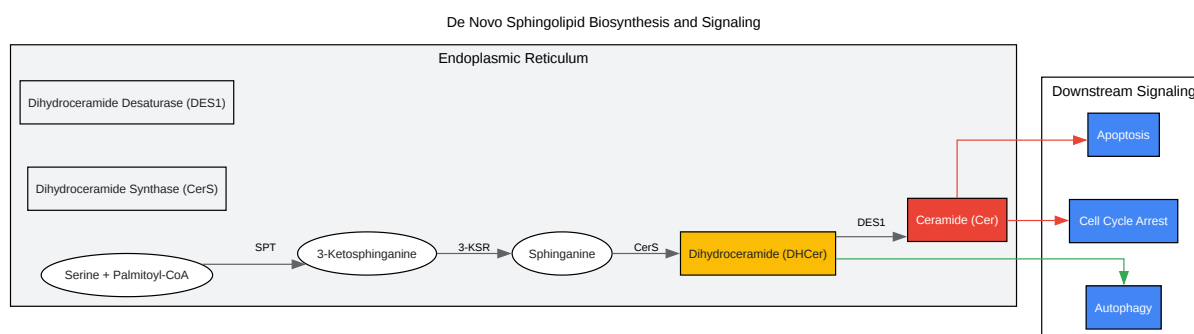 De Novo Sphingolipid Biosynthesis and Signaling
Endoplasmic Reticulum
Dihydroceramide Desaturase (DES1)
Dihydroceramide Synthase (CerS)
Serine + Palmitoyl-CoA
SPT
3-Ketosphinganine
3-KSR
Sphinganine
CerS
Dihydroceramide (DHCer)
DES1
Ceramide (Cer)
Downstream Signaling
Apoptosis
Cell Cycle Arrest
Autophagy